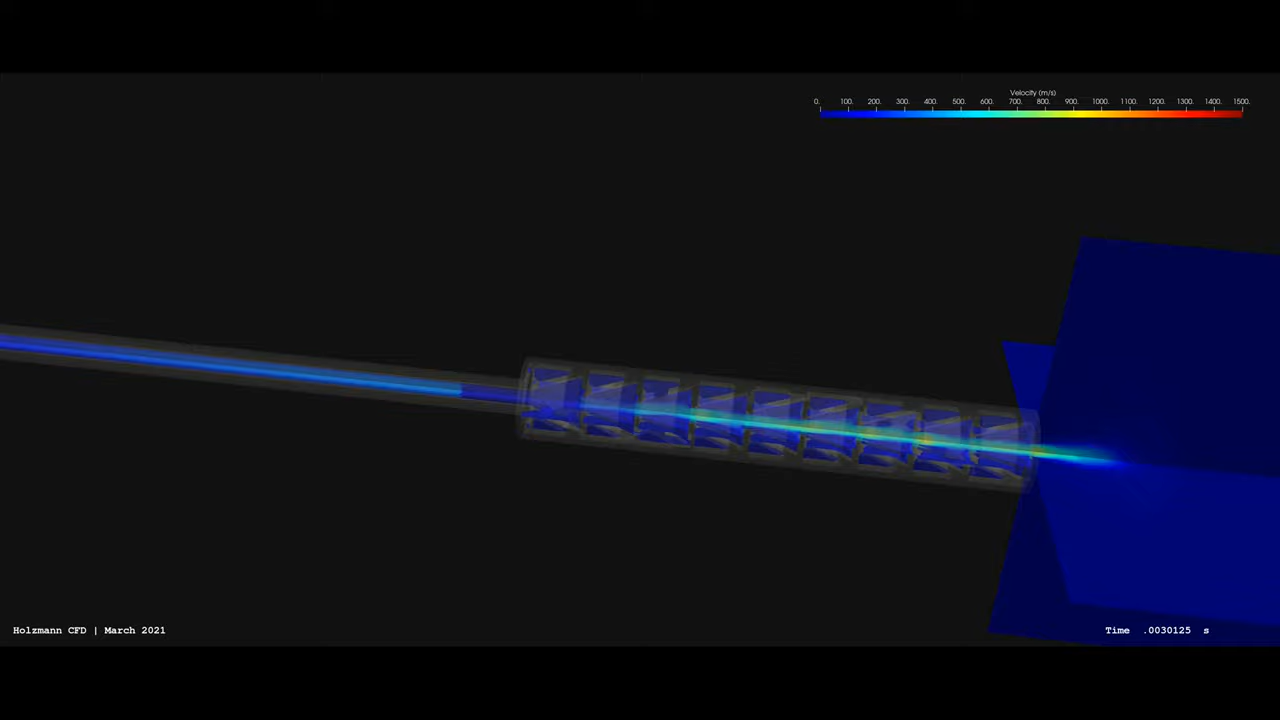 Velocity (m/s)
0. 100. 200. 300. 400. 500. 600. 700. 800. 900. 1000. 1100. 1200. 1300. 1400. 1500.
Holzmann CFD | March 2021
Time .0030125 s